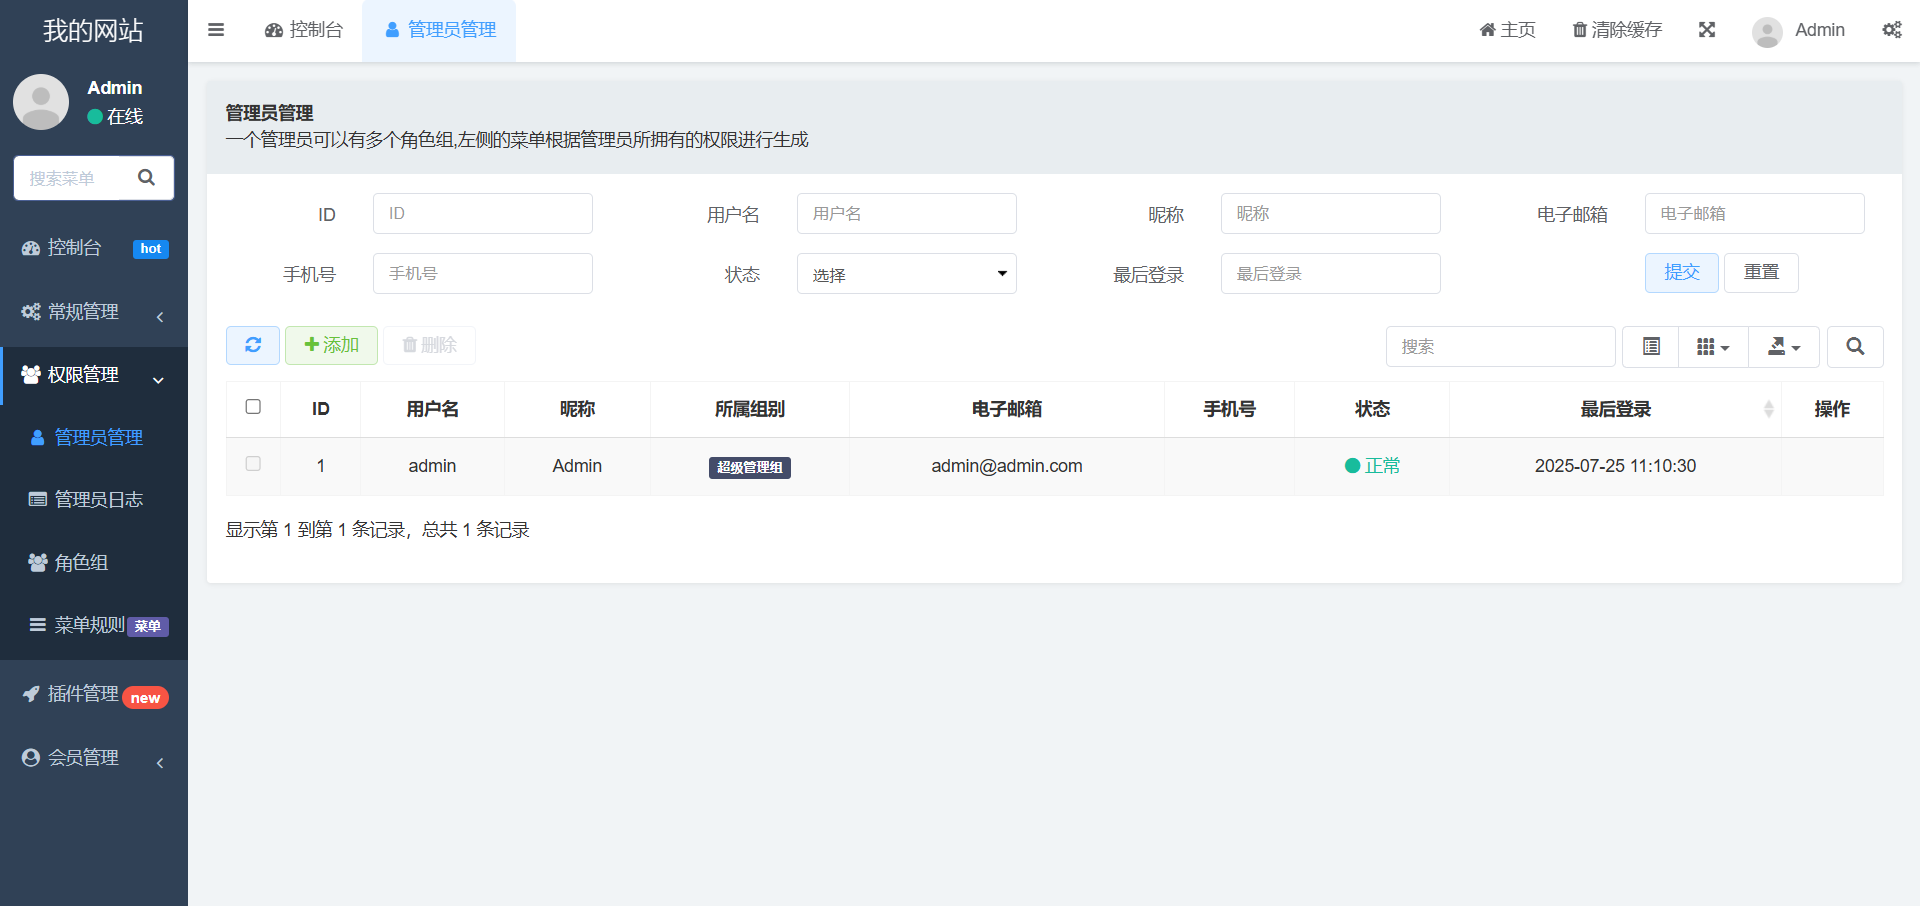 我的网站
Admin
在线
搜索菜单
控制台 hot
常规管理
权限管理
管理员管理
管理员日志
角色组
菜单规则 菜单
插件管理 new
会员管理
控制台 管理员管理 主页 清除缓存 Admin
管理员管理
一个管理员可以有多个角色组,左侧的菜单根据管理员所拥有的权限进行生成
ID ID 用户名 用户名 昵称 昵称 电子邮箱 电子邮箱
手机号 手机号 状态 选择 最后登录 最后登录 提交 重置
添加 删除 搜索
ID 用户名 昵称 所属组别 电子邮箱 手机号 状态 最后登录 操作
1 admin Admin 超级管理组 admin@admin.com 正常 2025-07-25 11:10:30
显示第 1 到第 1 条记录，总共 1 条记录